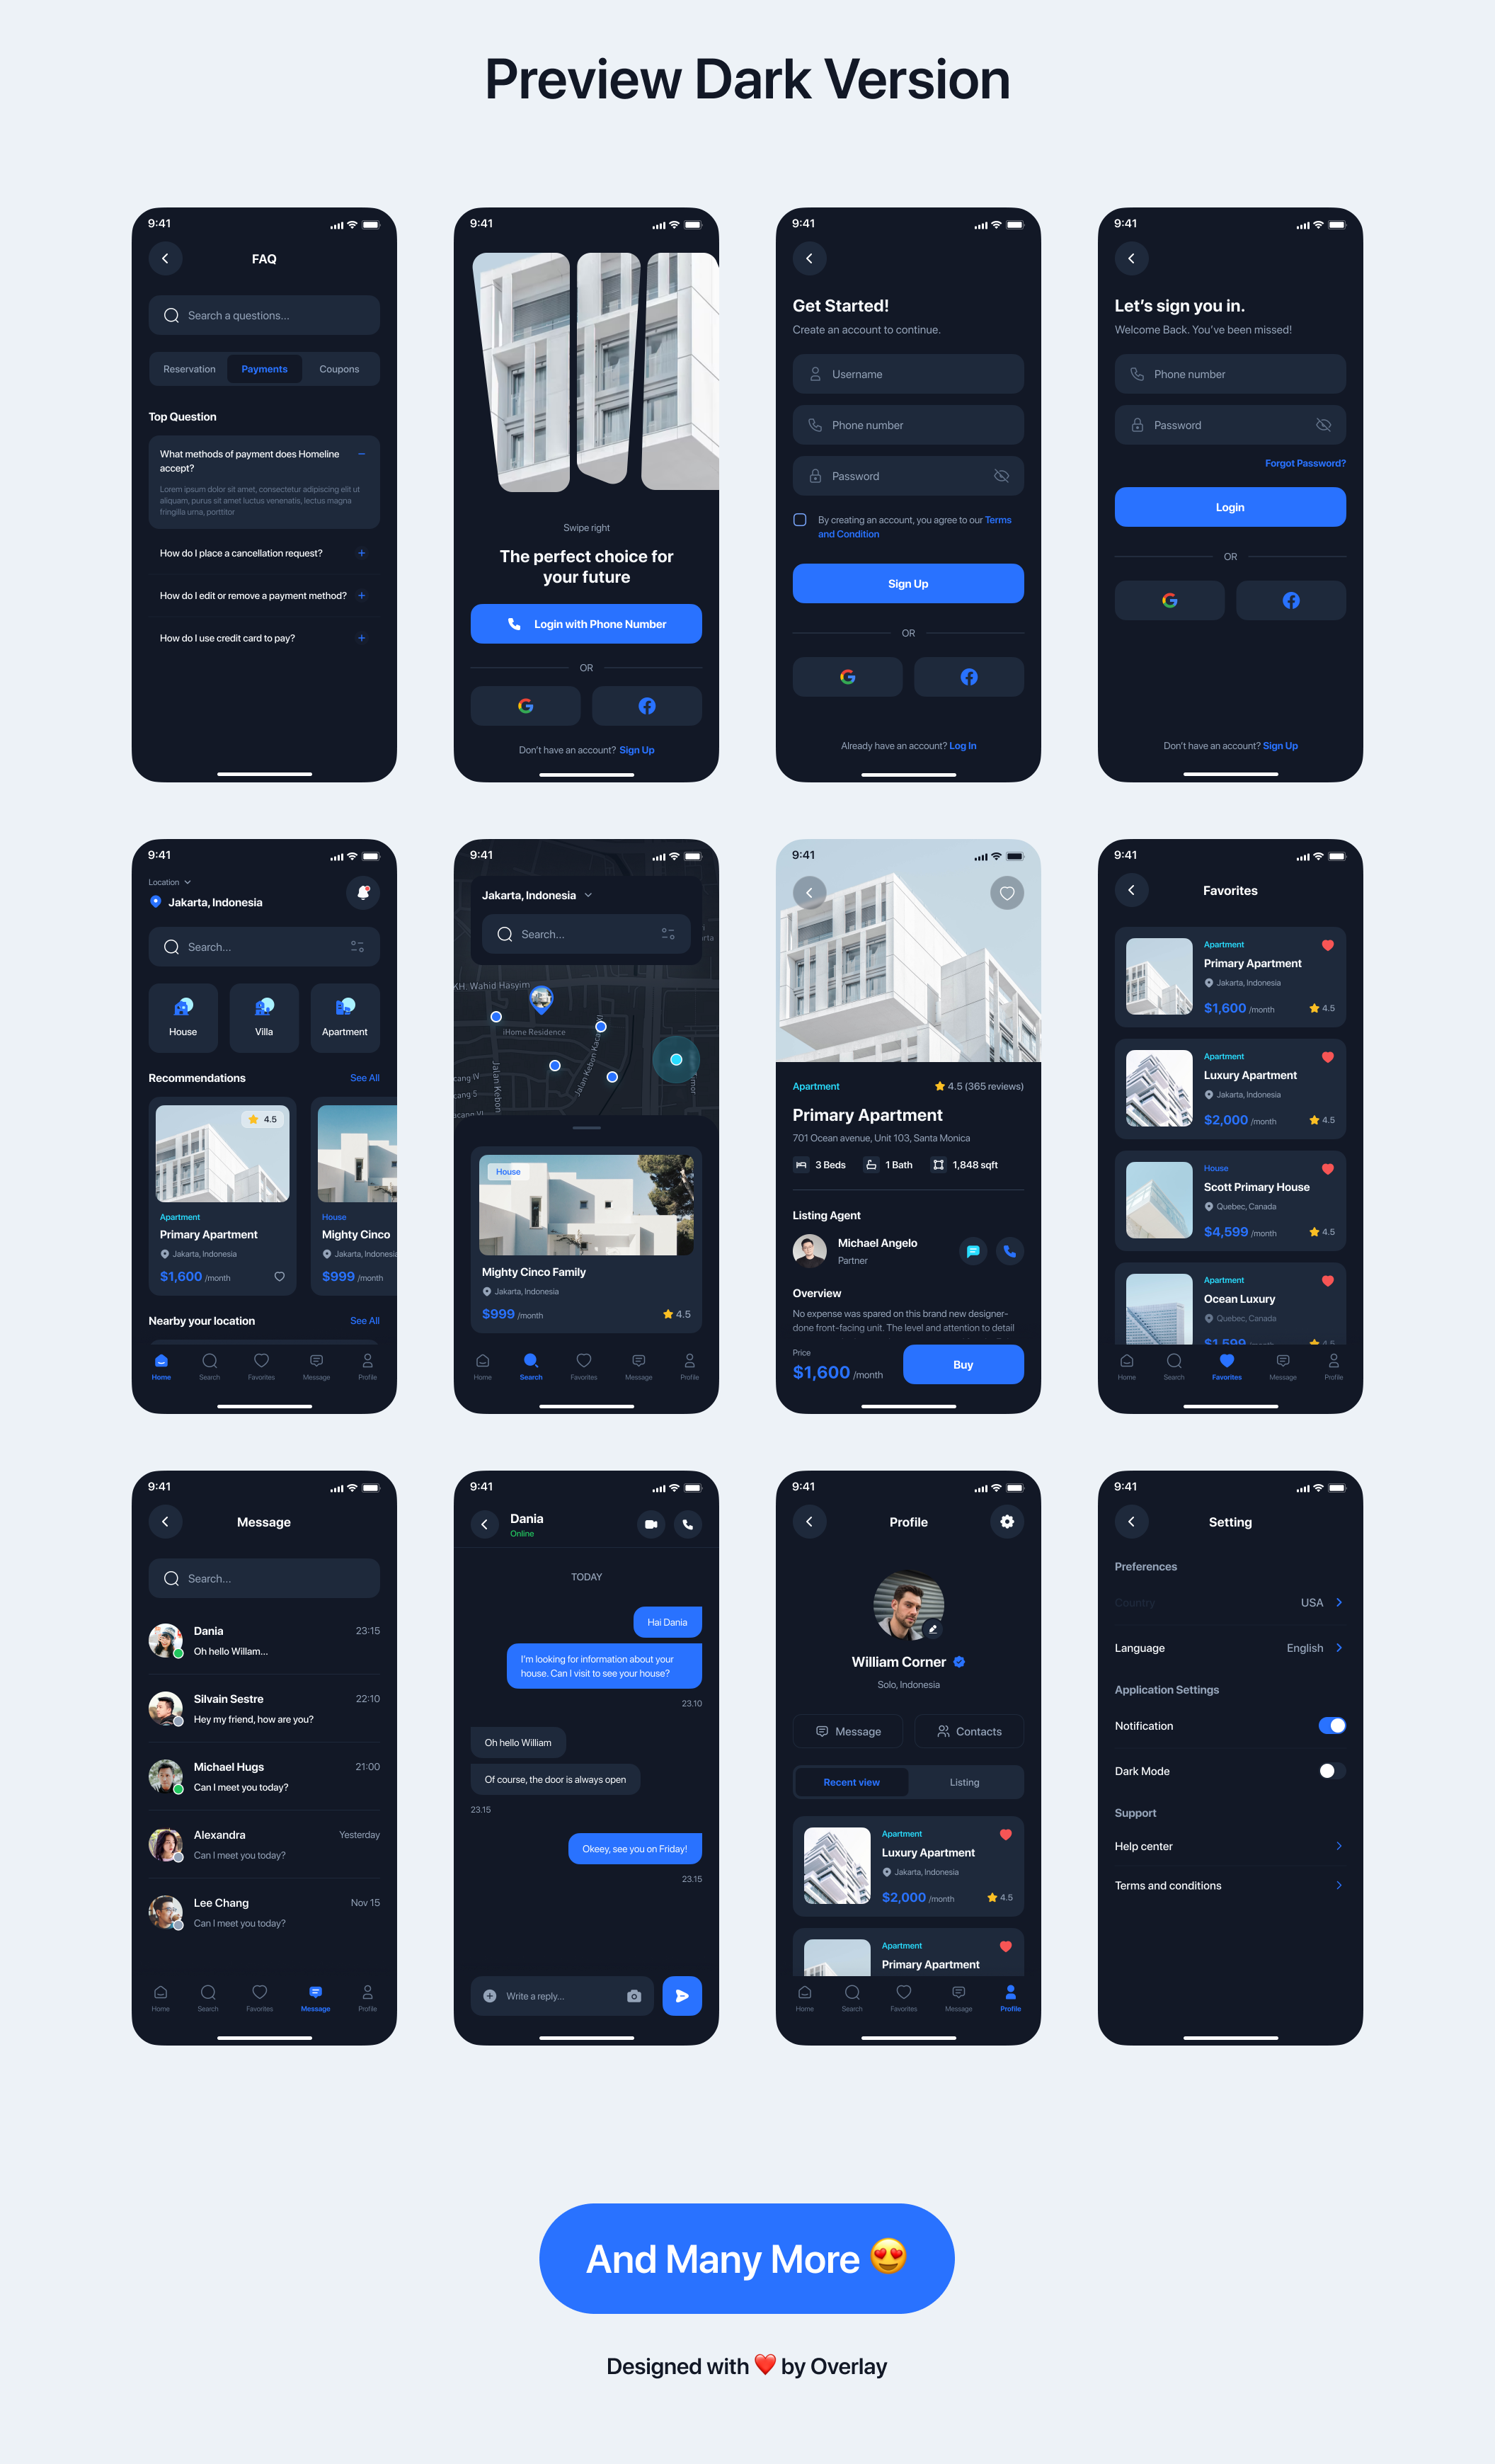 Preview Dark Version
9:41
FAQ
Search a questions...
Reservation
Payments
Coupons
Top Question
What methods of payment does Homeline
accept?
Lorem ipsum dolor sit amet, consectetur adipiscing elit ut
aliquam, purus sit amet luctus venenatis, lectus magna
fringilla urna, porttitor
How do I place a cancellation request?
How do I edit or remove a payment method?
How do I use credit card to pay?
9:41
Swipe right
The perfect choice for
your future
Login with Phone Number
OR
Don't have an account? Sign Up
9:41
Get Started!
Create an account to continue.
Username
Phone number
Password
By creating an account, you agree to our Terms
and Condition
Sign Up
OR
Already have an account? Log In
9:41
Let's sign you in.
Welcome Back. You've been missed!
Phone number
Password
Forgot Password?
Login
OR
Don't have an account? Sign Up
9:41
Location
Jakarta, Indonesia
Search...
House
Villa
Apartment
Recommendations
See All
4.5
Apartment
Primary Apartment
Jakarta, Indonesia
$1,600 /month
House
Mighty Cinco
Jakarta, Indonesia
$999 /month
Nearby your location
See All
Home
Search
Favorites
Message
Profile
9:41
Jakarta, Indonesia
Search...
KH. Wahid Hasyim
iHome Residence
Jalan Kebon Kacang
Jalan Kebon
cang IV
cang 5
House
Mighty Cinco Family
Jakarta, Indonesia
$999 /month
4.5
Home
Search
Favorites
Message
Profile
9:41
Apartment
4.5 (365 reviews)
Primary Apartment
701 Ocean avenue, Unit 103, Santa Monica
3 Beds
1 Bath
1,848 sqft
Listing Agent
Michael Angelo
Partner
Overview
No expense was spared on this brand new designer-
done front-facing unit. The level and attention to detail
Price
$1,600 /month
Buy
9:41
Favorites
Apartment
Primary Apartment
Jakarta, Indonesia
$1,600 /month
4.5
Apartment
Luxury Apartment
Jakarta, Indonesia
$2,000 /month
4.5
House
Scott Primary House
Quebec, Canada
$4,599 /month
4.5
Apartment
Ocean Luxury
Quebec, Canada
$1,599 /month
4.5
Home
Search
Favorites
Message
Profile
9:41
Message
Search...
Dania
23:15
Oh hello Willam...
Silvain Sestre
22:10
Hey my friend, how are you?
Michael Hugs
21:00
Can I meet you today?
Alexandra
Yesterday
Can I meet you today?
Lee Chang
Nov 15
Can I meet you today?
Home
Search
Favorites
Message
Profile
9:41
Dania
Online
TODAY
Hai Dania
I'm looking for information about your
house. Can I visit to see your house?
23.10
Oh hello William
Of course, the door is always open
23.15
Okeey, see you on Friday!
23.15
Write a reply...
9:41
Profile
William Corner
Solo, Indonesia
Message
Contacts
Recent view
Listing
Apartment
Luxury Apartment
Jakarta, Indonesia
$2,000 /month
4.5
Apartment
Primary Apartment
Home
Search
Favorites
Message
Profile
9:41
Setting
Preferences
Country
USA
Language
English
Application Settings
Notification
Dark Mode
Support
Help center
Terms and conditions
And Many More 😍
Designed with ❤️ by Overlay